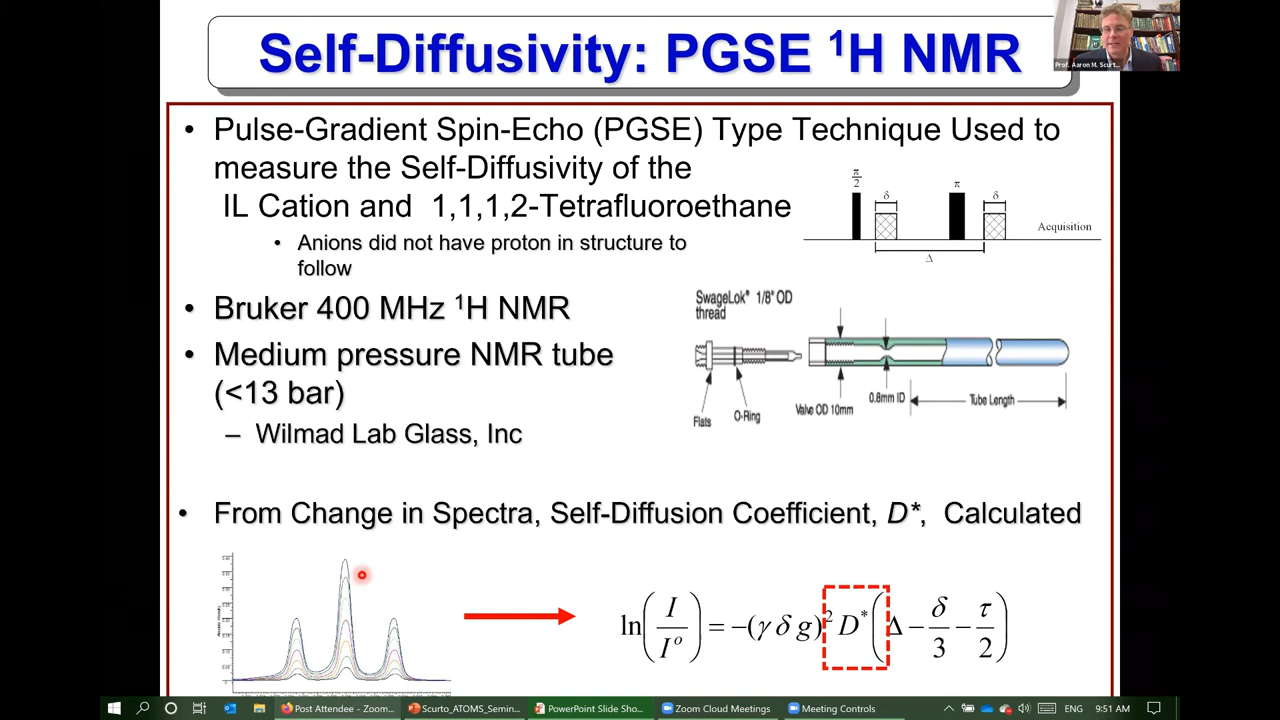 Self-Diffusivity: PGSE ¹H NMR
Prof. Aaron M. Scurt...
• Pulse-Gradient Spin-Echo (PGSE) Type Technique Used to
measure the Self-Diffusivity of the
IL Cation and 1,1,1,2-Tetrafluoroethane
• Anions did not have proton in structure to
follow
π/2
δ
π
δ
Acquisition
Δ
• Bruker 400 MHz ¹H NMR
• Medium pressure NMR tube
(<13 bar)
– Wilmad Lab Glass, Inc
SwageLok® 1/8" OD
thread
Flats
O-Ring
Valve OD 10mm
0.8mm ID
Tube Length
• From Change in Spectra, Self-Diffusion Coefficient, D*, Calculated
ln(I/I°) = −(γ δ g)² D* (Δ − δ/3 − τ/2)
Post Attendee - Zoom...
Scurto_ATOMS_Semin...
PowerPoint Slide Sho...
Zoom Cloud Meetings
Meeting Controls
ENG
9:51 AM